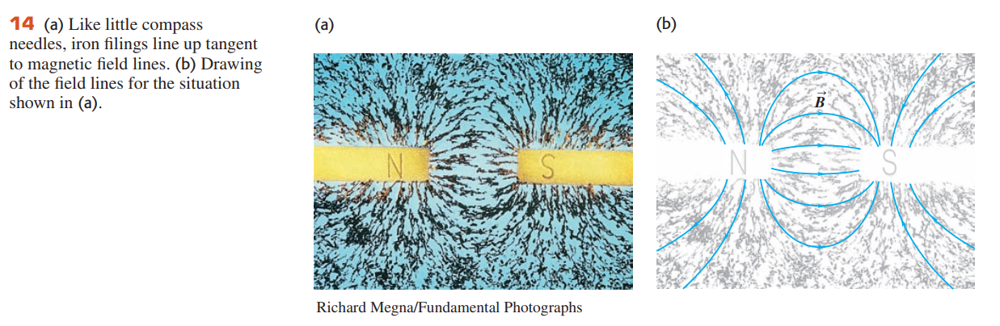 14 (a) Like little compass
needles, iron filings line up tangent
to magnetic field lines. (b) Drawing
of the field lines for the situation
shown in (a).
(a)
N
S
Richard Megna/Fundamental Photographs
(b)
B
N
S